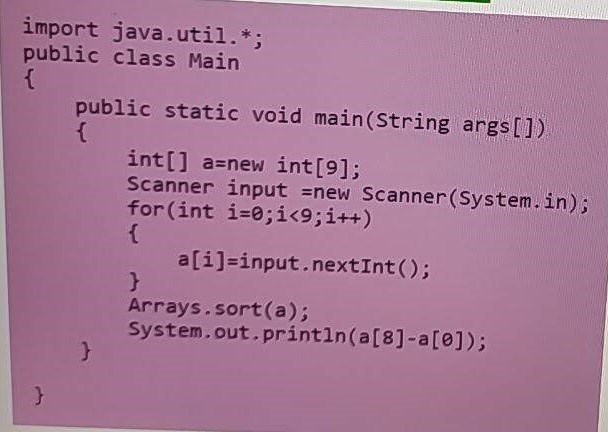 import java.util.*;
public class Main
{
public static void main(String args[])
{
int[] a=new int[9];
Scanner input =new Scanner(System.in);
for(int i=0;i<9;i++)
{
a[i]=input.nextInt();
}
Arrays.sort(a);
System.out.println(a[8]-a[0]);
}
}